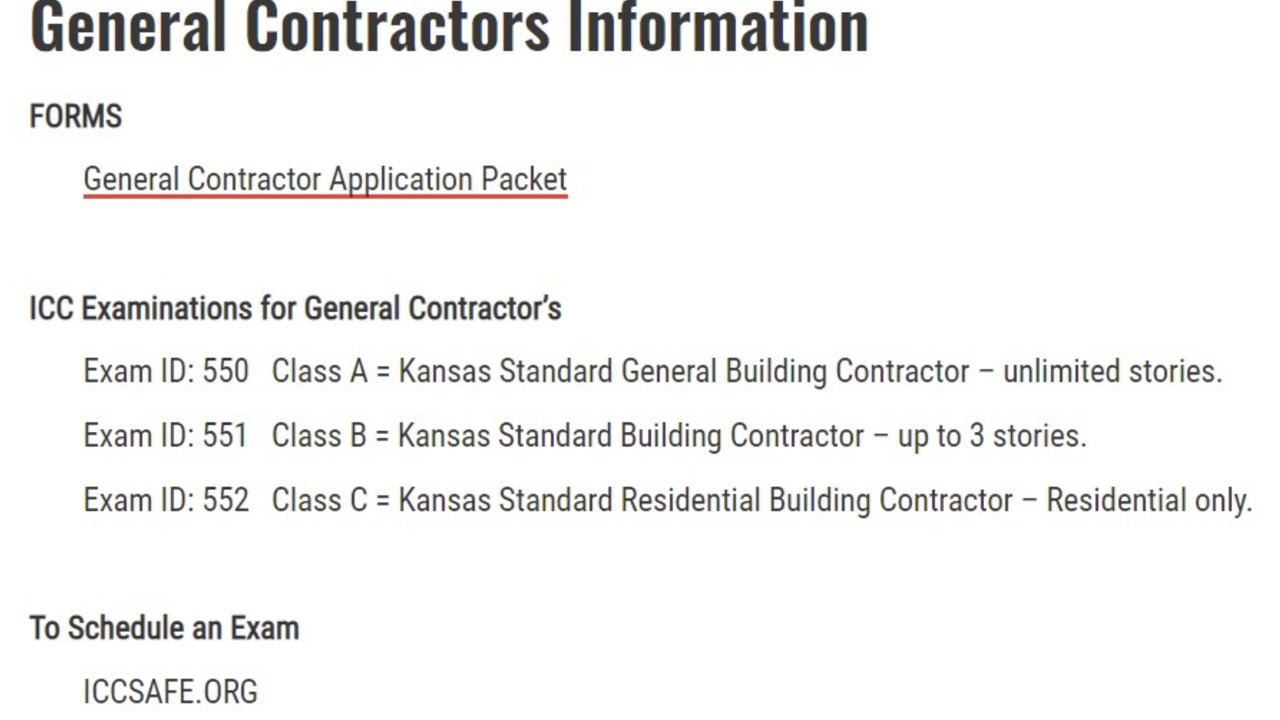 General Contractors Information
FORMS
General Contractor Application Packet
ICC Examinations for General Contractor’s
Exam ID: 550 Class A = Kansas Standard General Building Contractor – unlimited stories.
Exam ID: 551 Class B = Kansas Standard Building Contractor – up to 3 stories.
Exam ID: 552 Class C = Kansas Standard Residential Building Contractor – Residential only.
To Schedule an Exam
ICCSAFE.ORG